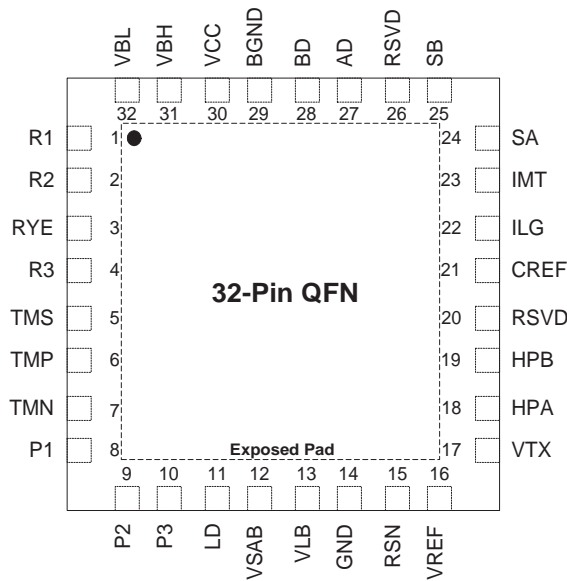 VBL VBH VCC BGND BD AD RSVD SB
32 31 30 29 28 27 26 25
R1 1 24 SA
R2 2 23 IMT
RYE 3 22 ILG
R3 4 21 CREF
32-Pin QFN
TMS 5 20 RSVD
TMP 6 19 HPB
TMN 7 18 HPA
P1 8 Exposed Pad 17 VTX
9 10 11 12 13 14 15 16
P2 P3 LD VSAB VLB GND RSN VREF